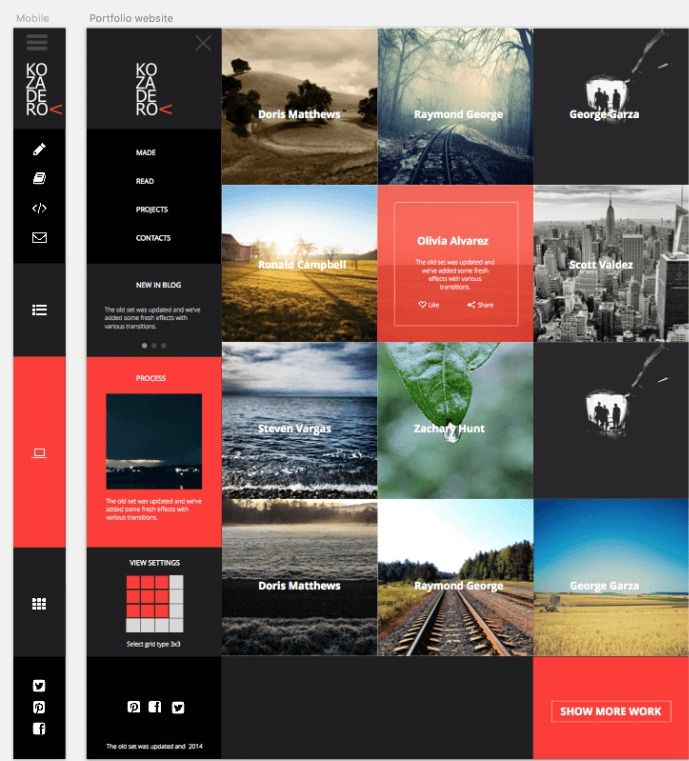 Mobile
Portfolio website
KO
ZA
DE
RO
KO
ZA
DE
RO
MADE
READ
PROJECTS
CONTACTS
NEW IN BLOG
The old set was updated and we've
added some fresh effects with
various transitions.
PROCESS
The old set was updated and we've
added some fresh effects with
various transitions.
VIEW SETTINGS
Select grid type 3x3
The old set was updated and 2014
Doris Matthews
Raymond George
George Garza
Ronald Campbell
Olivia Alvarez
The old set was updated and
we've added some fresh
effects with various
transitions.
Like
Share
Scott Valdez
Steven Vargas
Zachary Hunt
Doris Matthews
Raymond George
George Garza
SHOW MORE WORK